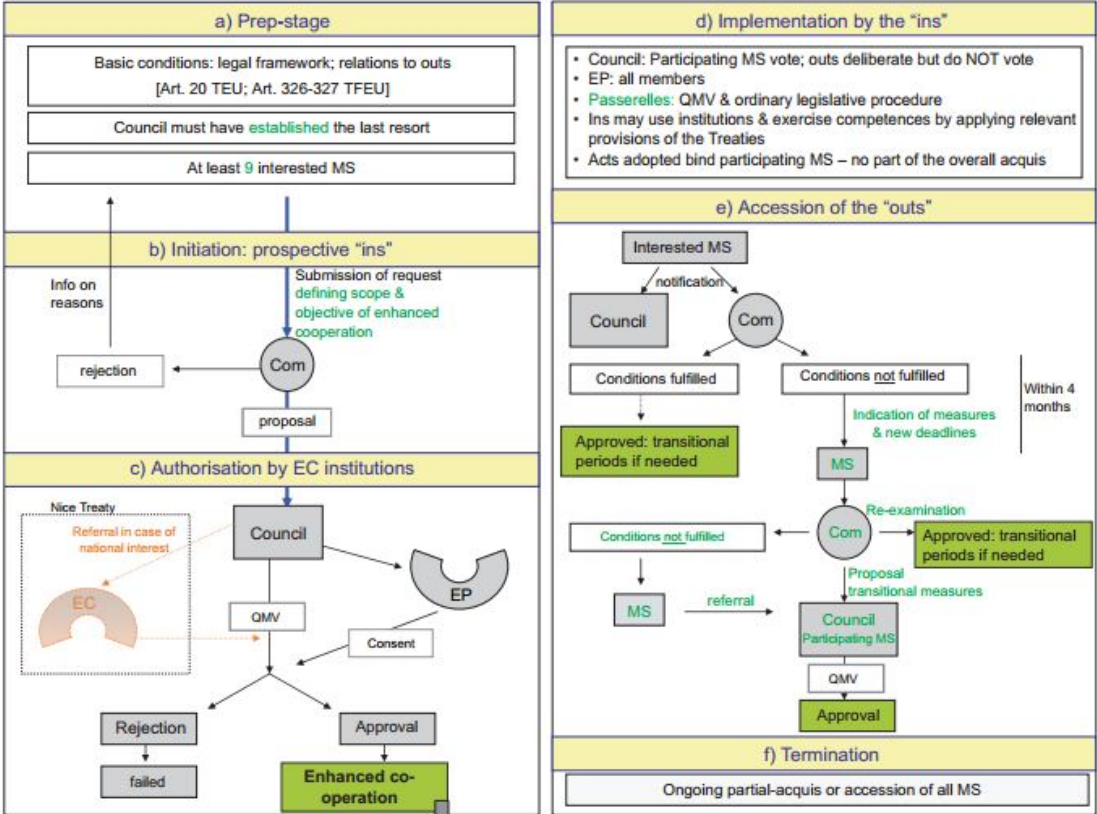 a) Prep-stage
Basic conditions: legal framework; relations to outs
[Art. 20 TEU; Art. 326-327 TFEU]
Council must have established the last resort
At least 9 interested MS
b) Initiation: prospective “ins”
Info on
reasons
Submission of request
defining scope &
objective of enhanced
cooperation
Com
rejection
proposal
c) Authorisation by EC institutions
Nice Treaty
Referral in case of
national interest
Council
EC
EP
QMV
Consent
Rejection
Approval
failed
Enhanced co-
operation
d) Implementation by the “ins”
• Council: Participating MS vote; outs deliberate but do NOT vote
• EP: all members
• Passerelles: QMV & ordinary legislative procedure
• Ins may use institutions & exercise competences by applying relevant
provisions of the Treaties
• Acts adopted bind participating MS – no part of the overall acquis
e) Accession of the “outs”
Interested MS
notification
Council
Com
Conditions fulfilled
Conditions not fulfilled
Within 4
months
Indication of measures
& new deadlines
Approved: transitional
periods if needed
MS
Re-examination
Conditions not fulfilled
Com
Approved: transitional
periods if needed
Proposal
transitional measures
MS
referral
Council
Participating MS
QMV
Approval
f) Termination
Ongoing partial-acquis or accession of all MS